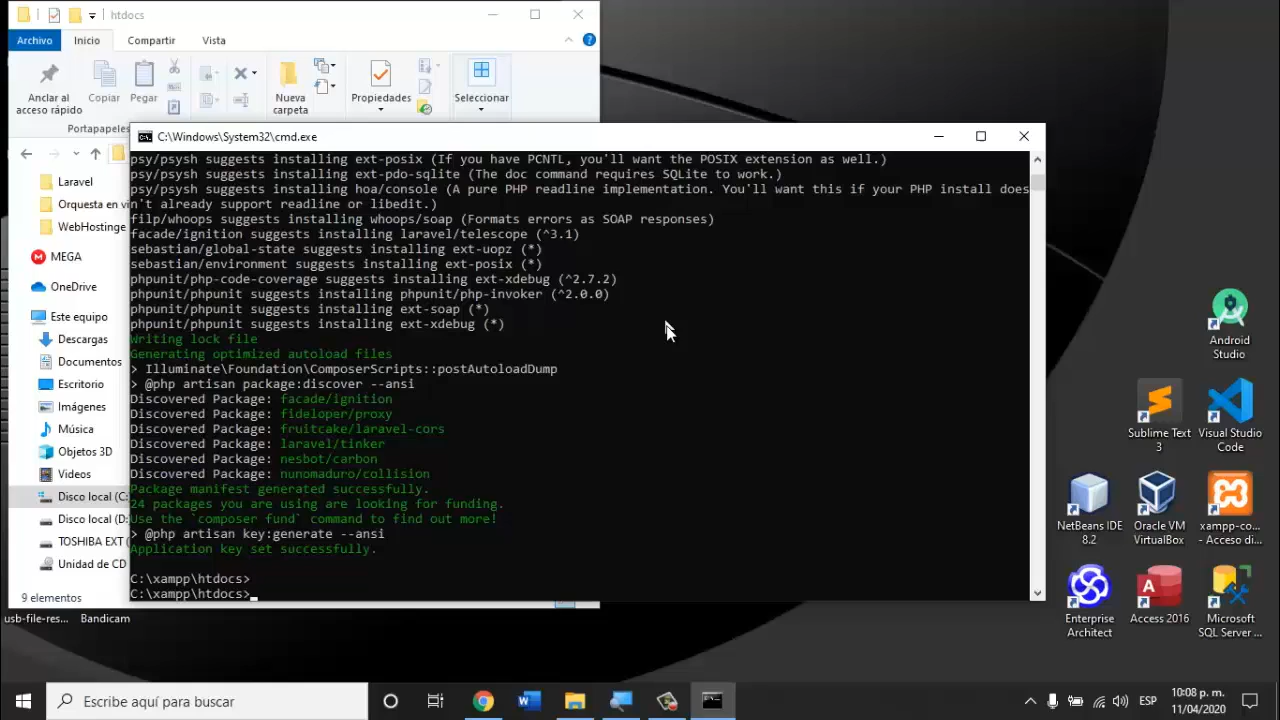 htdocs
Archivo
Inicio
Compartir
Vista
Anclar al
acceso rápido
Copiar
Pegar
Nueva
carpeta
Propiedades
Seleccionar
Portapapeles
Laravel
Orquesta en vi
WebHostinge
MEGA
OneDrive
Este equipo
Descargas
Documentos
Escritorio
Imágenes
Música
Objetos 3D
Videos
Disco local (C:
Disco local (D:
TOSHIBA EXT (
Unidad de CD
9 elementos
C:\Windows\System32\cmd.exe
psy/psysh suggests installing ext-posix (If you have PCNTL, you'll want the POSIX extension as well.)
psy/psysh suggests installing ext-pdo-sqlite (The doc command requires SQLite to work.)
psy/psysh suggests installing hoa/console (A pure PHP readline implementation. You'll want this if your PHP install does
n't already support readline or libedit.)
filp/whoops suggests installing whoops/soap (Formats errors as SOAP responses)
facade/ignition suggests installing laravel/telescope (^3.1)
sebastian/global-state suggests installing ext-uopz (*)
sebastian/environment suggests installing ext-posix (*)
phpunit/php-code-coverage suggests installing ext-xdebug (^2.7.2)
phpunit/phpunit suggests installing phpunit/php-invoker (^2.0.0)
phpunit/phpunit suggests installing ext-soap (*)
phpunit/phpunit suggests installing ext-xdebug (*)
Writing lock file
Generating optimized autoload files
> Illuminate\Foundation\ComposerScripts::postAutoloadDump
> @php artisan package:discover --ansi
Discovered Package: facade/ignition
Discovered Package: fideloper/proxy
Discovered Package: fruitcake/laravel-cors
Discovered Package: laravel/tinker
Discovered Package: nesbot/carbon
Discovered Package: nunomaduro/collision
Package manifest generated successfully.
24 packages you are using are looking for funding.
Use the `composer fund` command to find out more!
> @php artisan key:generate --ansi
Application key set successfully.
C:\xampp\htdocs>
C:\xampp\htdocs>
usb-file-res...
Bandicam
Android
Studio
Sublime Text
3
Visual Studio
Code
NetBeans IDE
8.2
Oracle VM
VirtualBox
xampp-co...
- Acceso di...
Enterprise
Architect
Access 2016
Microsoft
SQL Server ...
Escribe aquí para buscar
ESP
10:08 p. m.
11/04/2020